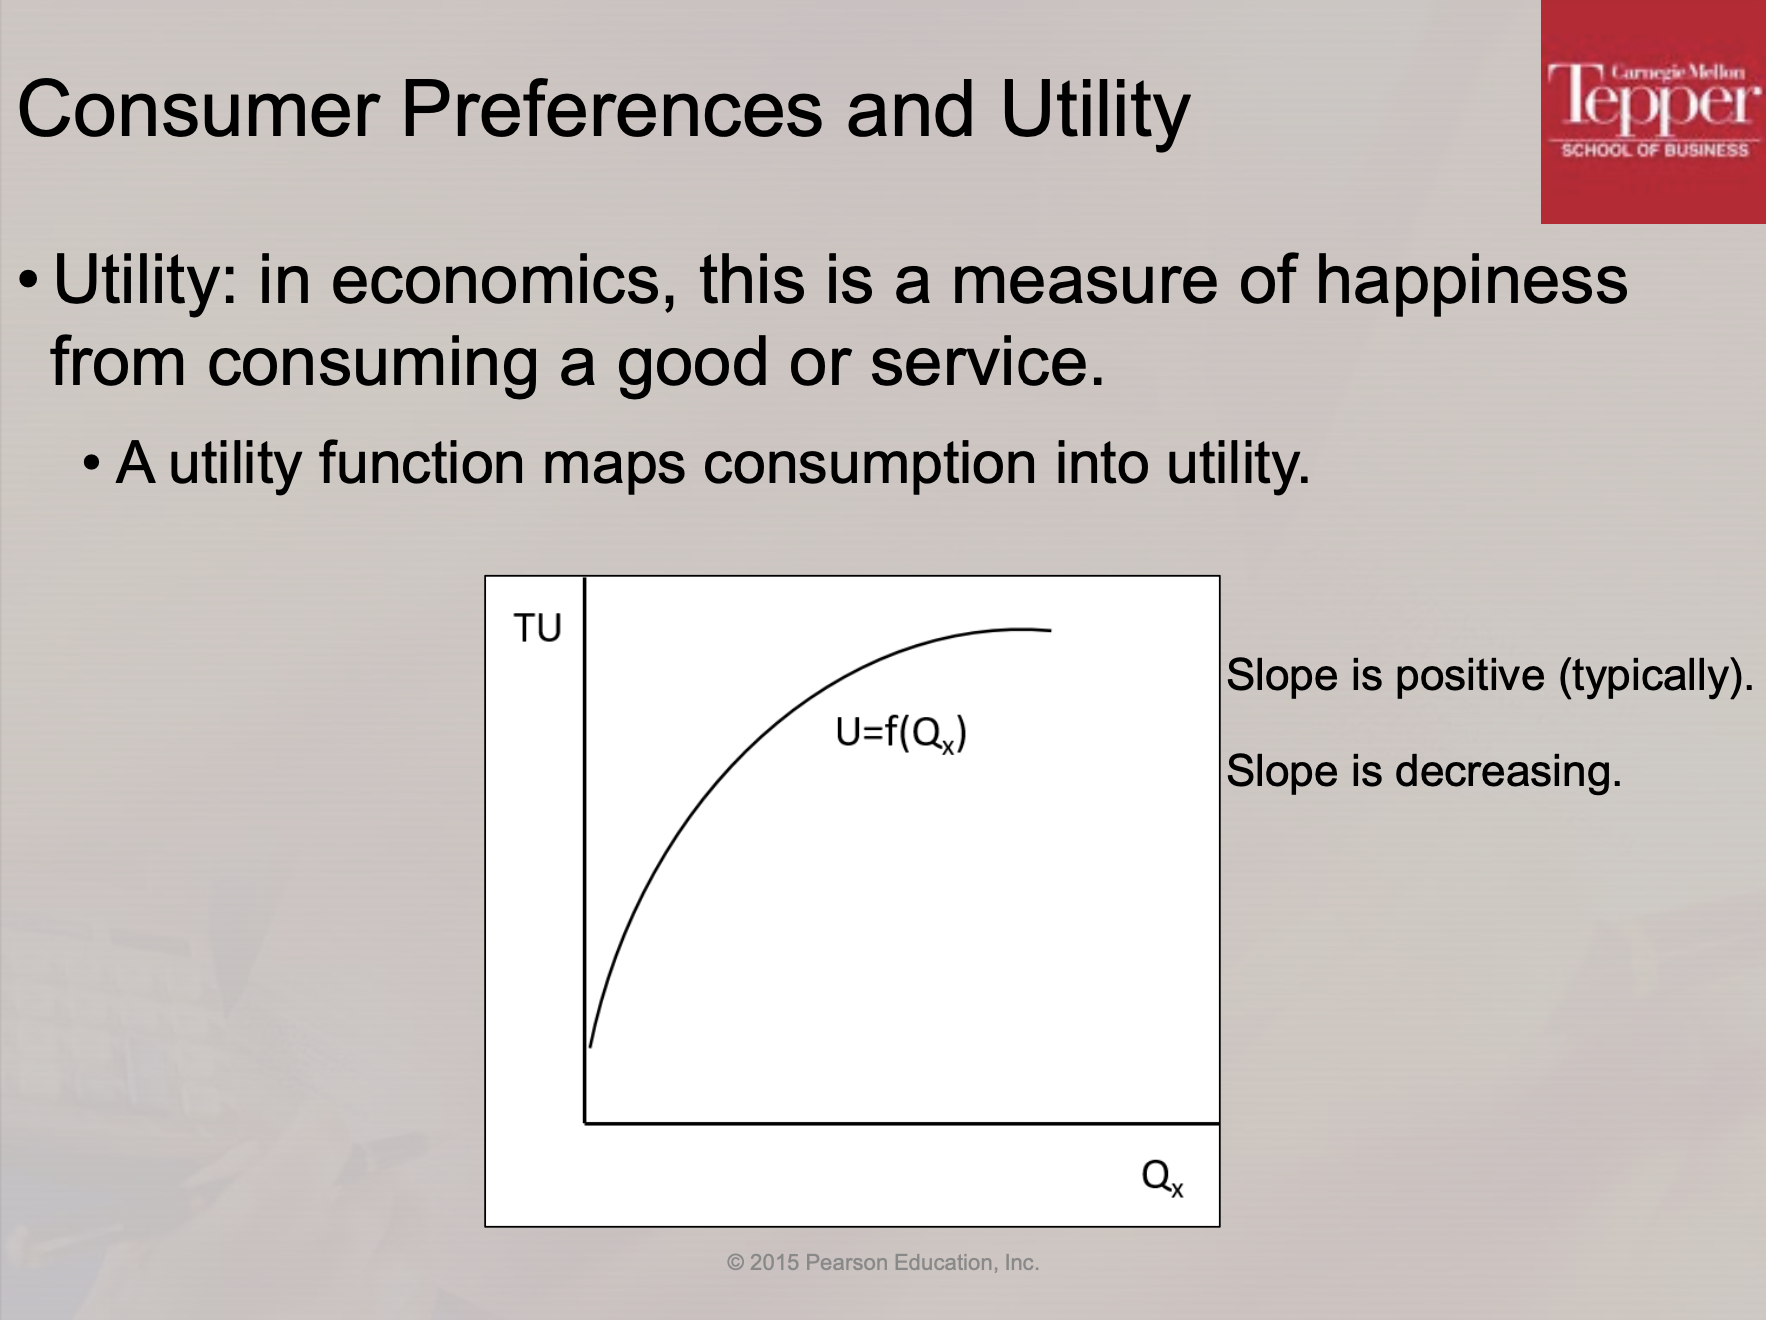 Consumer Preferences and Utility
Carnegie Mellon
Tepper
SCHOOL OF BUSINESS
• Utility: in economics, this is a measure of happiness
from consuming a good or service.
• A utility function maps consumption into utility.
TU
U=f(Qₓ)
Qₓ
Slope is positive (typically).
Slope is decreasing.
© 2015 Pearson Education, Inc.